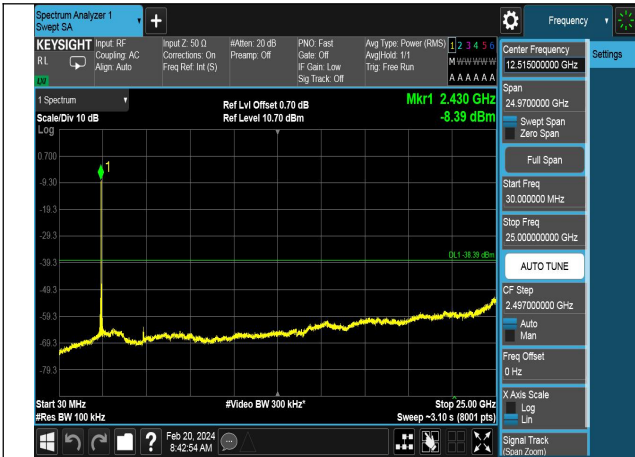 Spectrum Analyzer 1
Swept SA
+
Frequency
KEYSIGHT
RL
Input: RF
Coupling: AC
Align: Auto
Input Z: 50 Ω
Corrections: On
Freq Ref: Int (S)
#Atten: 20 dB
Preamp: Off
PNO: Fast
Gate: Off
IF Gain: Low
Sig Track: Off
Avg Type: Power (RMS)
Avg|Hold: 1/1
Trig: Free Run
1 2 3 4 5 6
M W W W W W
A A A A A A
1 Spectrum
Scale/Div 10 dB
Log
Ref Lvl Offset 0.70 dB
Ref Level 10.70 dBm
Mkr1 2.430 GHz
-8.39 dBm
1
0.700
-9.30
-19.3
-29.3
-39.3
-49.3
-59.3
-69.3
-79.3
DL1 -38.39 dBm
Start 30 MHz
#Res BW 100 kHz
#Video BW 300 kHz*
Stop 25.00 GHz
Sweep ~3.10 s (8001 pts)
?
Feb 20, 2024
8:42:54 AM
Center Frequency
12.515000000 GHz
Span
24.9700000 GHz
Swept Span
Zero Span
Full Span
Start Freq
30.000000 MHz
Stop Freq
25.000000000 GHz
AUTO TUNE
CF Step
2.497000000 GHz
Auto
Man
Freq Offset
0 Hz
X Axis Scale
Log
Lin
Signal Track
(Span Zoom)
Settings